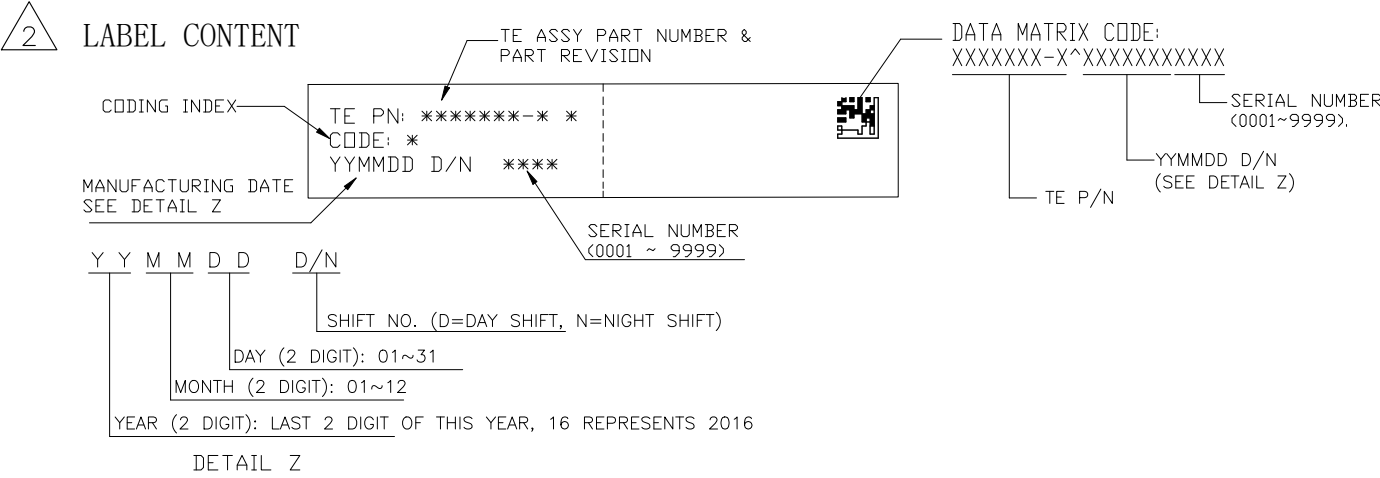 2 LABEL CONTENT
TE ASSY PART NUMBER &
PART REVISION
CODING INDEX
TE PN: *******-* *
CODE: *
YYMMDD D/N ****
MANUFACTURING DATE
SEE DETAIL Z
SERIAL NUMBER
(0001 ~ 9999)
DATA MATRIX CODE:
XXXXXXX-X^XXXXXXXXXXX
SERIAL NUMBER
(0001~9999).
YYMMDD D/N
(SEE DETAIL Z)
TE P/N
Y Y M M D D D/N
SHIFT NO. (D=DAY SHIFT, N=NIGHT SHIFT)
DAY (2 DIGIT): 01~31
MONTH (2 DIGIT): 01~12
YEAR (2 DIGIT): LAST 2 DIGIT OF THIS YEAR, 16 REPRESENTS 2016
DETAIL Z